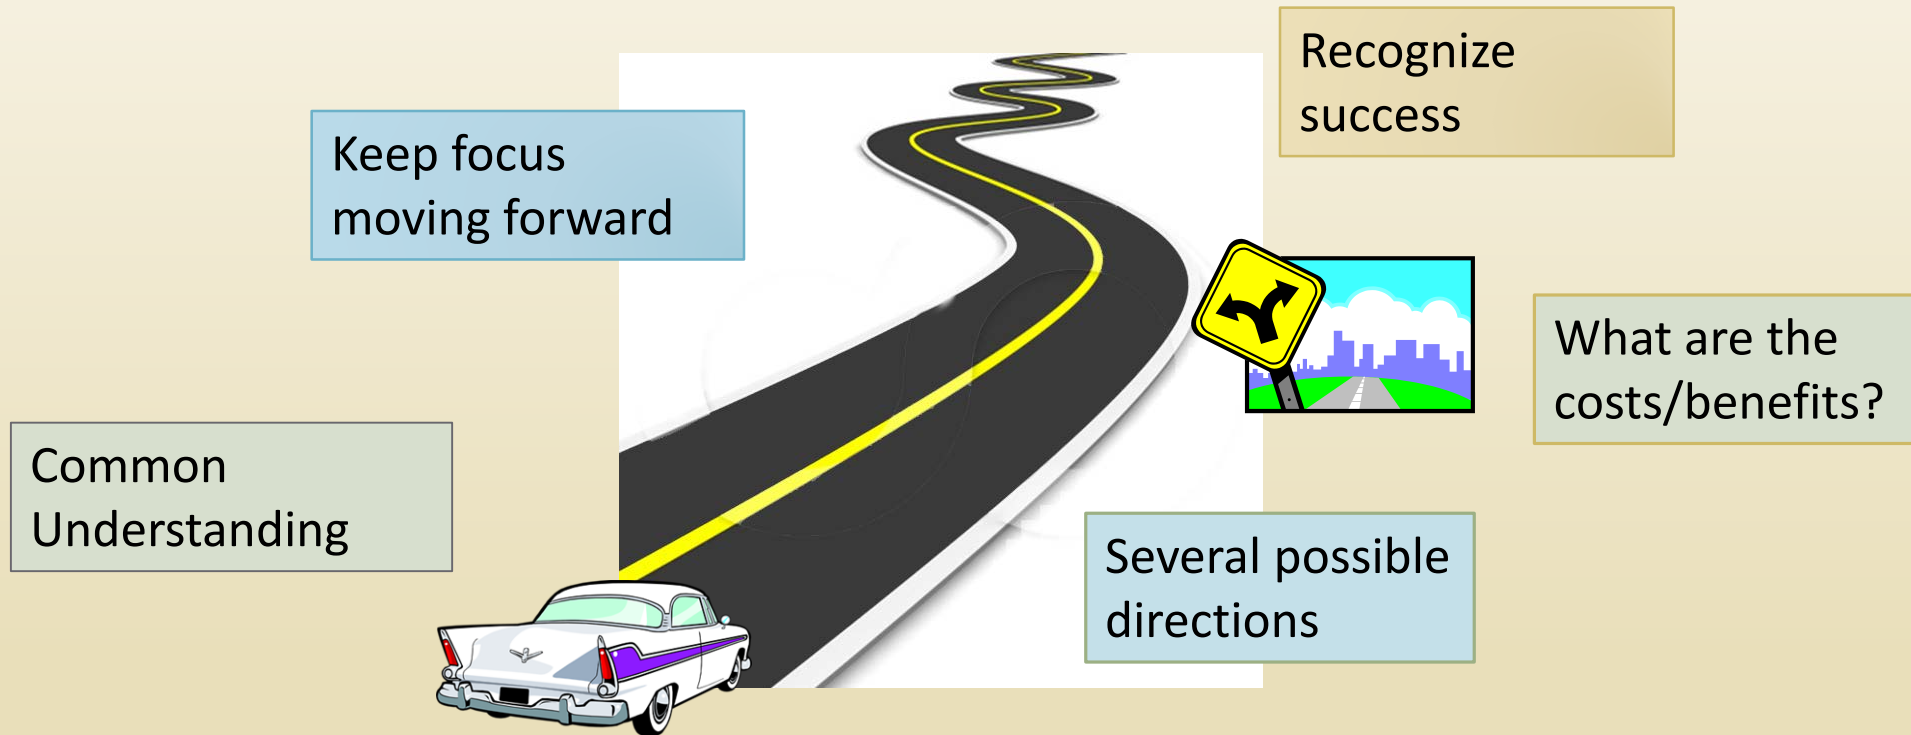 Recognize
success
Keep focus
moving forward
What are the
costs/benefits?
Common
Understanding
Several possible
directions